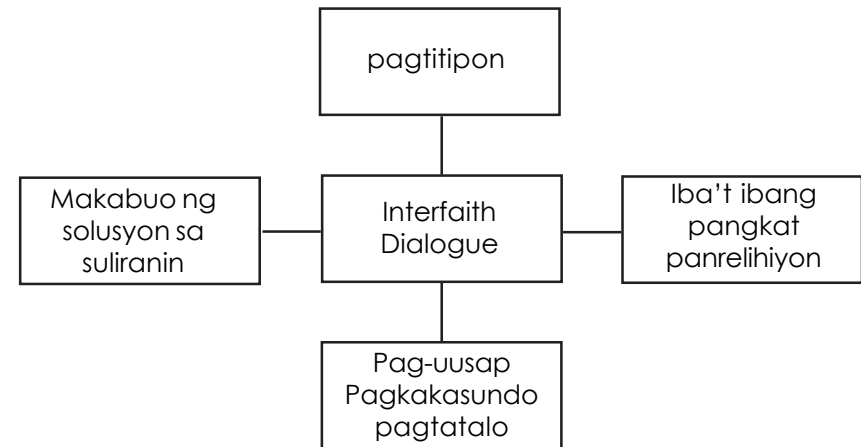 pagtitipon
Makabuo ng
solusyon sa
suliranin
Interfaith
Dialogue
Iba't ibang
pangkat
panrelihiyon
Pag-uusap
Pagkakasundo
pagtatalo